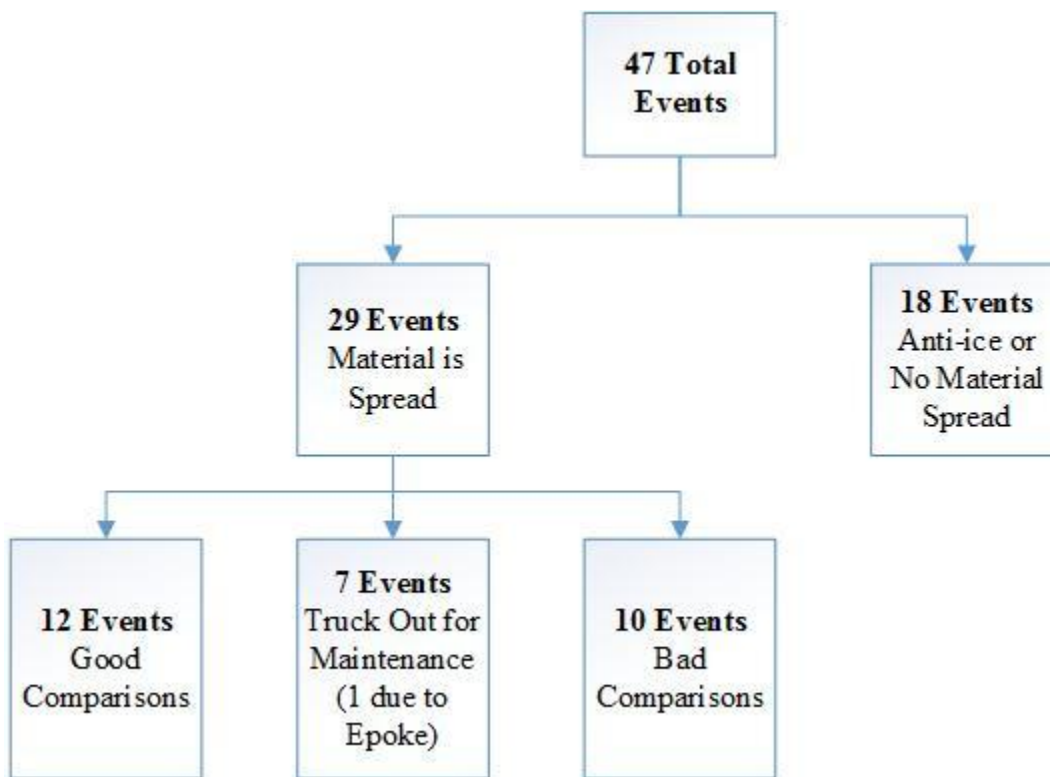 47 Total
Events
29 Events
Material is
Spread
18 Events
Anti-ice or
No Material
Spread
12 Events
Good
Comparisons
7 Events
Truck Out for
Maintenance
(1 due to
Epoke)
10 Events
Bad
Comparisons